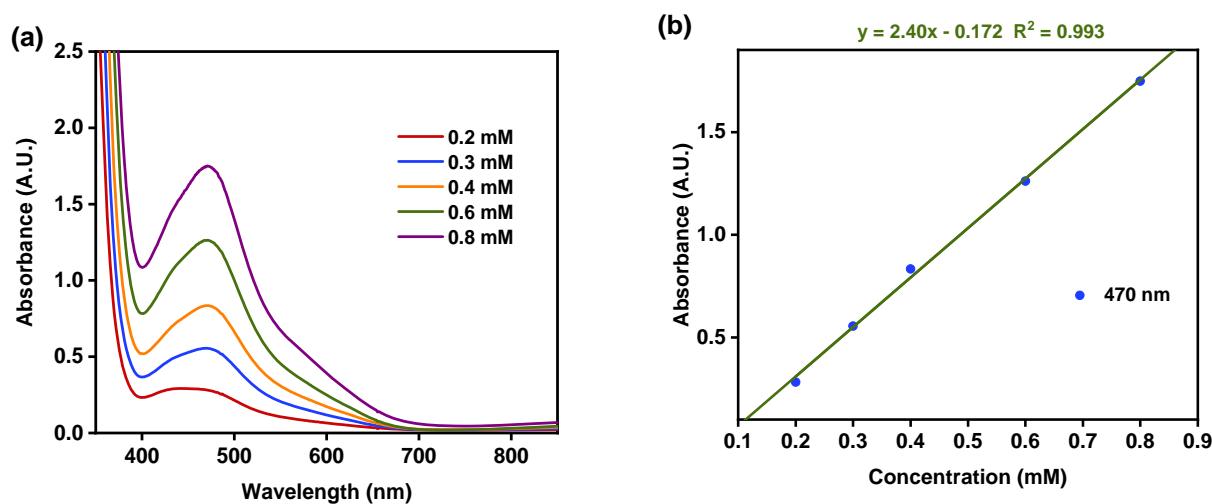 (a)
2.5
2.0
1.5
1.0
0.5
0.0
Absorbance (A.U.)
400 500 600 700 800
Wavelength (nm)
0.2 mM
0.3 mM
0.4 mM
0.6 mM
0.8 mM
(b)
y = 2.40x - 0.172 R² = 0.993
1.5
1.0
0.5
Absorbance (A.U.)
0.1 0.2 0.3 0.4 0.5 0.6 0.7 0.8 0.9
Concentration (mM)
470 nm